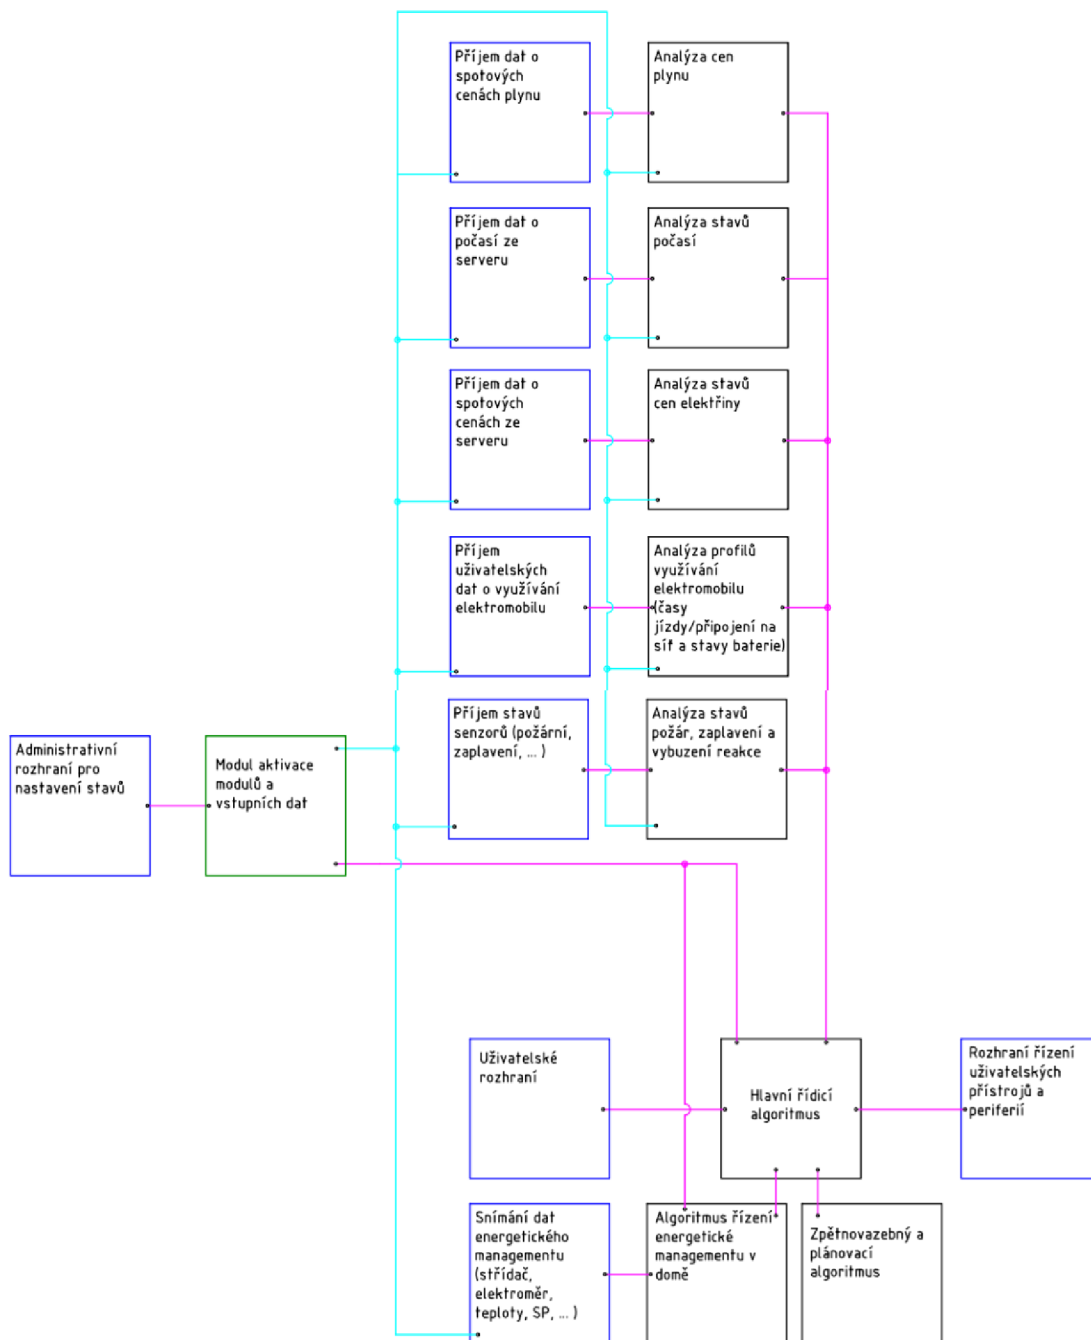 Příjem dat o
spotových
cenách plynu
Analýza cen
plynu
Příjem dat o
počasí ze
serveru
Analýza stavů
počasí
Příjem dat o
spotových
cenách ze
serveru
Analýza stavů
cen elektřiny
Příjem
uživatelských
dat o využívání
elektromobilu
Analýza profilů
využívání
elektromobilu
(časy
jízdy/připojení na
síť a stavy baterie)
Příjem stavů
senzorů (požární,
zaplavení, ... )
Analýza stavů
požár, zaplavení a
vybuzení reakce
Administrativní
rozhraní pro
nastavení stavů
Modul aktivace
modulů a
vstupních dat
Uživatelské
rozhraní
Hlavní řídicí
algoritmus
Rozhraní řízení
uživatelských
přístrojů a
periferií
Snímání dat
energetického
managementu
(střídač,
elektroměr,
teploty, SP, ... )
Algoritmus řízení
energetické
managementu v
domě
Zpětnovazebný a
plánovací
algoritmus